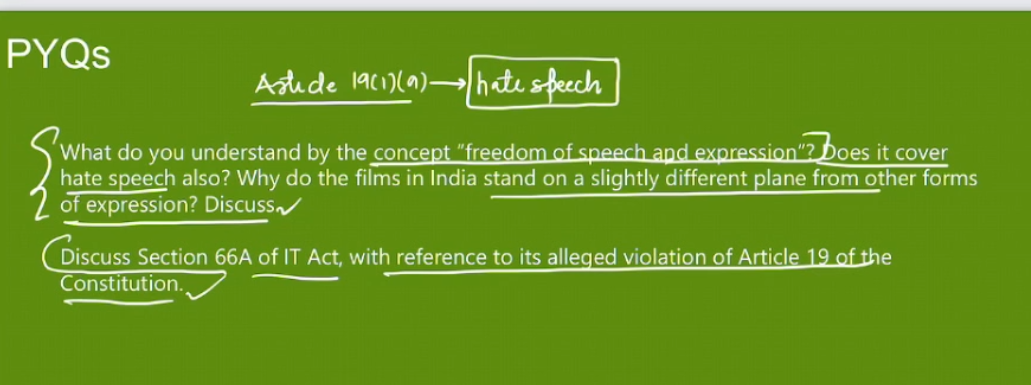 PYQs
Article 19(1)(a)→ hate speech
What do you understand by the concept "freedom of speech and expression"? Does it cover
hate speech also? Why do the films in India stand on a slightly different plane from other forms
of expression? Discuss.
Discuss Section 66A of IT Act, with reference to its alleged violation of Article 19 of the
Constitution.